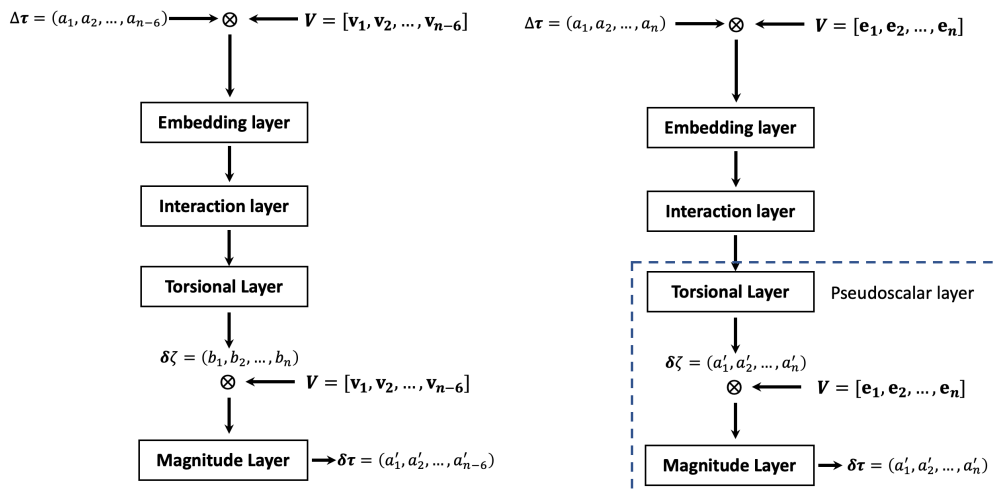 Δ𝝉 = (a₁, a₂, …, aₙ₋₆) ⊗ V = [v₁, v₂, …, vₙ₋₆]
Embedding layer
Interaction layer
Torsional Layer
δζ = (b₁, b₂, …, bₙ)
⊗ V = [v₁, v₂, …, vₙ₋₆]
Magnitude Layer δ𝝉 = (a′₁, a′₂, …, a′ₙ₋₆)
Δ𝝉 = (a₁, a₂, …, aₙ) ⊗ V = [e₁, e₂, …, eₙ]
Embedding layer
Interaction layer
Torsional Layer Pseudoscalar layer
δζ = (a′₁, a′₂, …, a′ₙ)
⊗ V = [e₁, e₂, …, eₙ]
Magnitude Layer δ𝝉 = (a′₁, a′₂, …, a′ₙ)